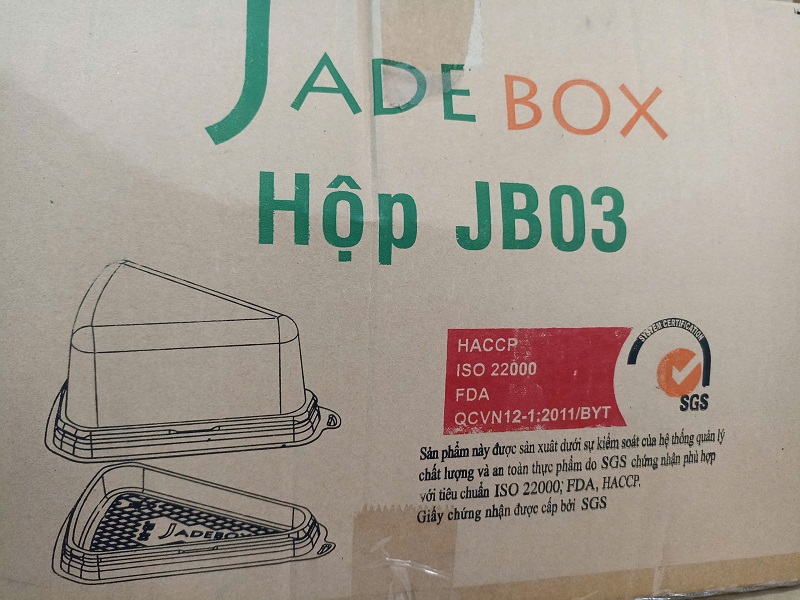 JADE BOX
Hộp JB03
HACCP
ISO 22000
FDA
QCVN12-1:2011/BYT
SYSTEM CERTIFICATION
SGS
Sản phẩm này được sản xuất dưới sự kiểm soát của hệ thống quản lý
chất lượng và an toàn thực phẩm do SGS chứng nhận phù hợp
với tiêu chuẩn ISO 22000, FDA, HACCP.
Giấy chứng nhận được cấp bởi SGS
JADEBOX